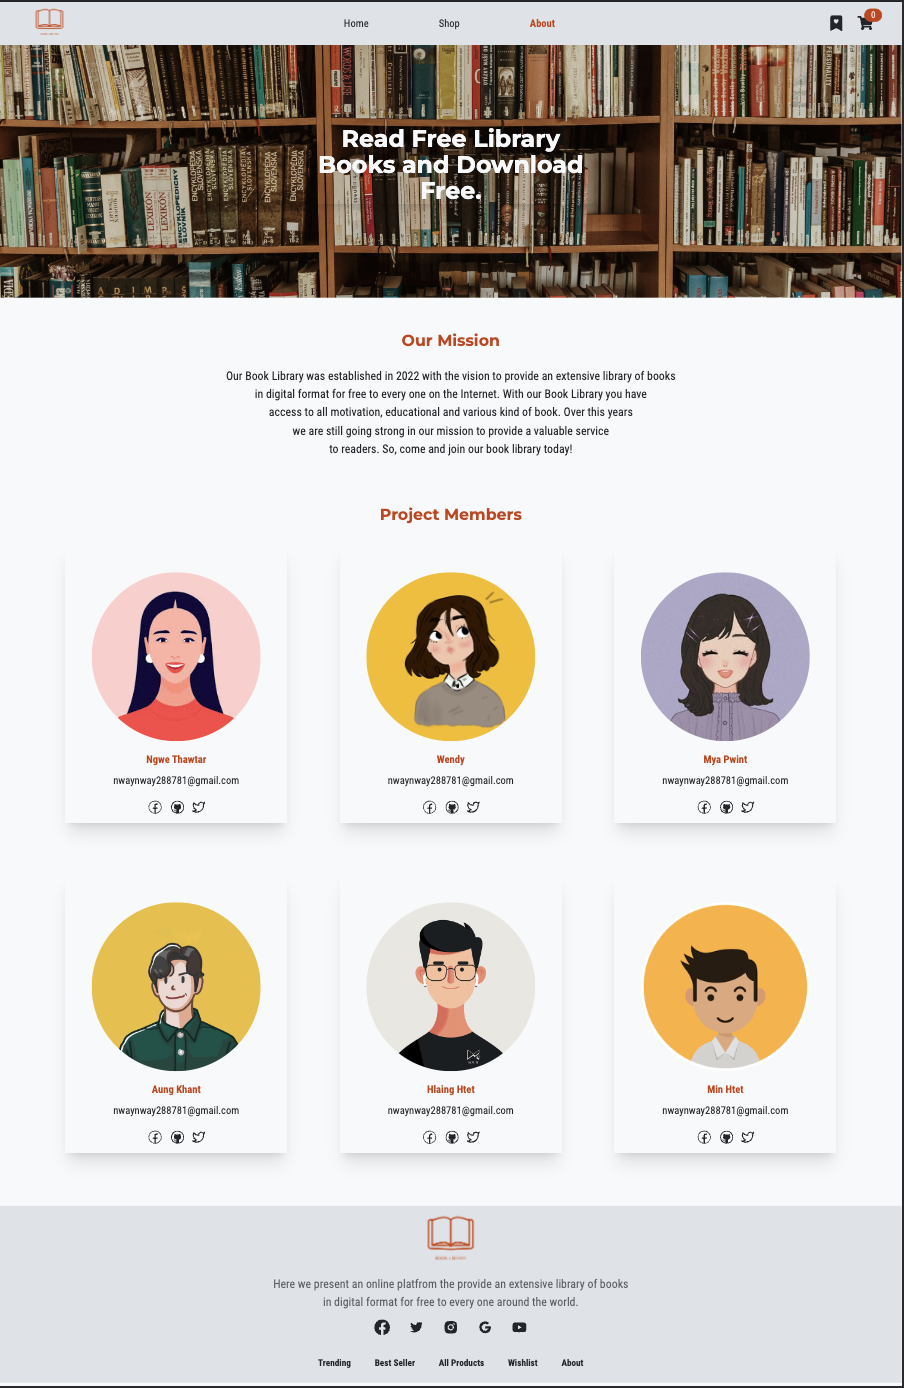 Home Shop About 0
Read Free Library
Books and Download
Free.
Our Mission
Our Book Library was established in 2022 with the vision to provide an extensive library of books
in digital format for free to every one on the Internet. With our Book Library you have
access to all motivation, educational and various kind of book. Over this years
we are still going strong in our mission to provide a valuable service
to readers. So, come and join our book library today!
Project Members
Ngwe Thawtar
nwaynway288781@gmail.com
Wendy
nwaynway288781@gmail.com
Mya Pwint
nwaynway288781@gmail.com
Aung Khant
nwaynway288781@gmail.com
Hlaing Htet
nwaynway288781@gmail.com
Min Htet
nwaynway288781@gmail.com
Here we present an online platfrom the provide an extensive library of books
in digital format for free to every one around the world.
Trending Best Seller All Products Wishlist About